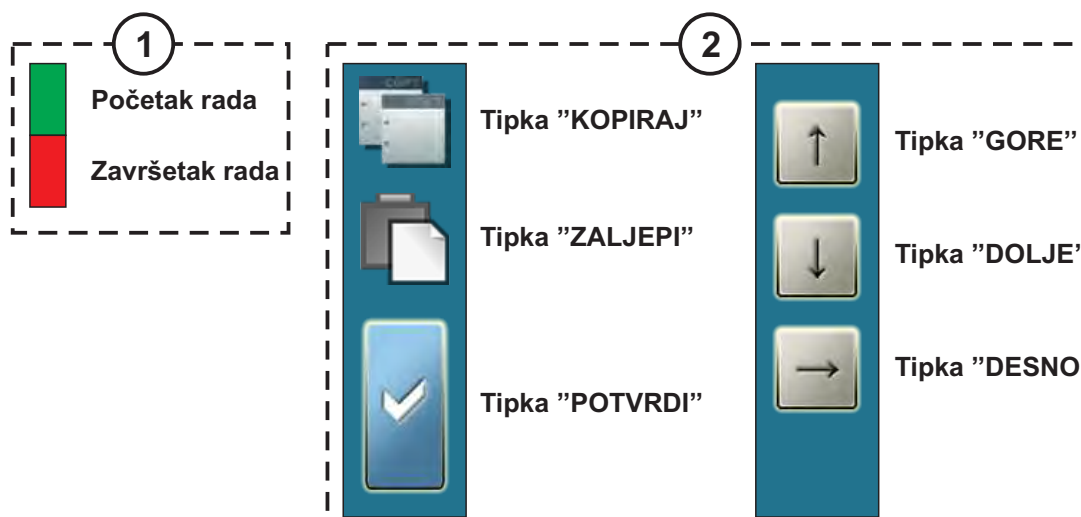 1
Početak rada
Završetak rada
2
Tipka ”KOPIRAJ”
Tipka ”ZALJEPI”
Tipka ”POTVRDI”
Tipka ”GORE”
Tipka ”DOLJE”
Tipka ”DESNO